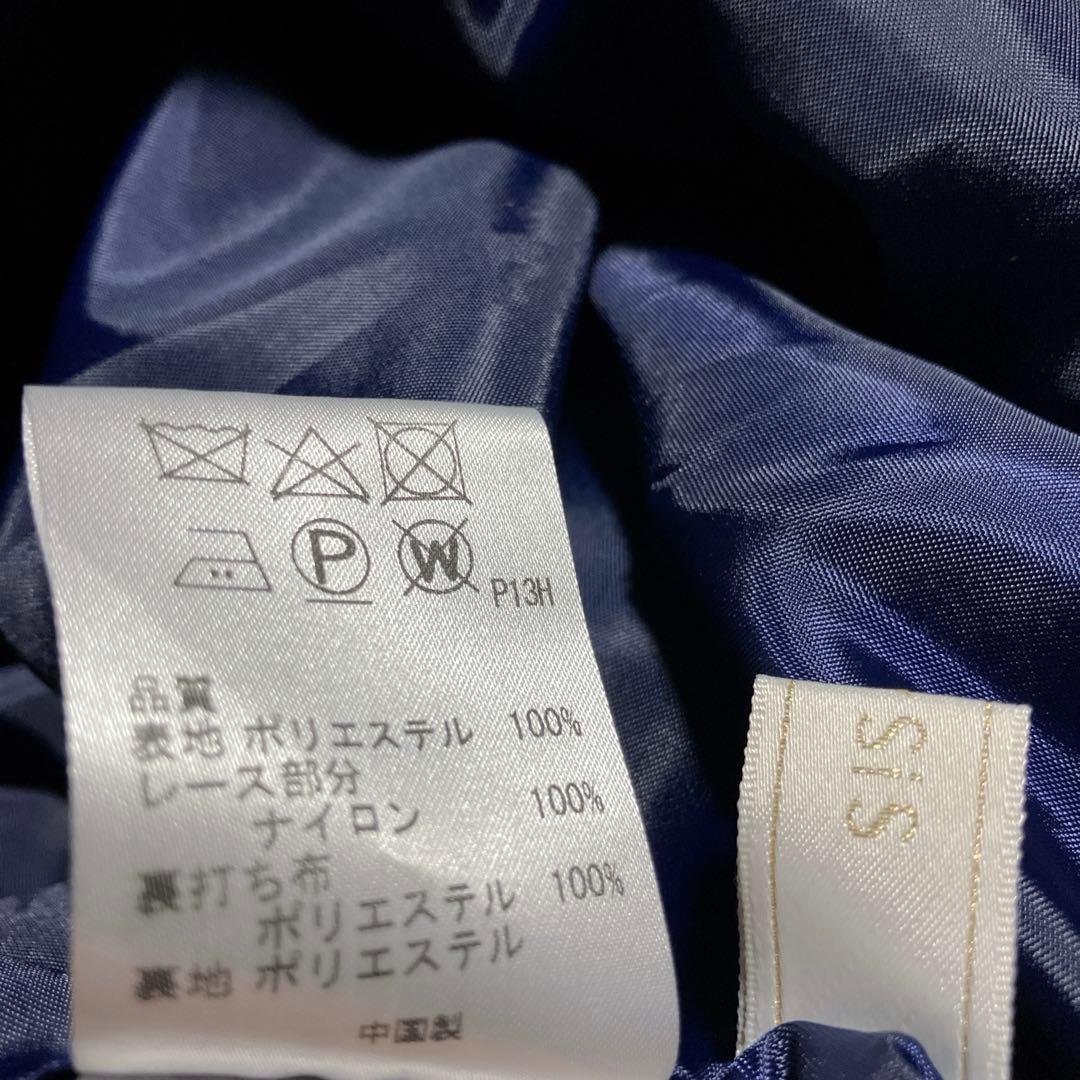 P
W
P13H
品質
表地 ポリエステル 100%
レース部分
ナイロン 100%
裏打ち布
ポリエステル 100%
裏地 ポリエステル
中国製
SiS